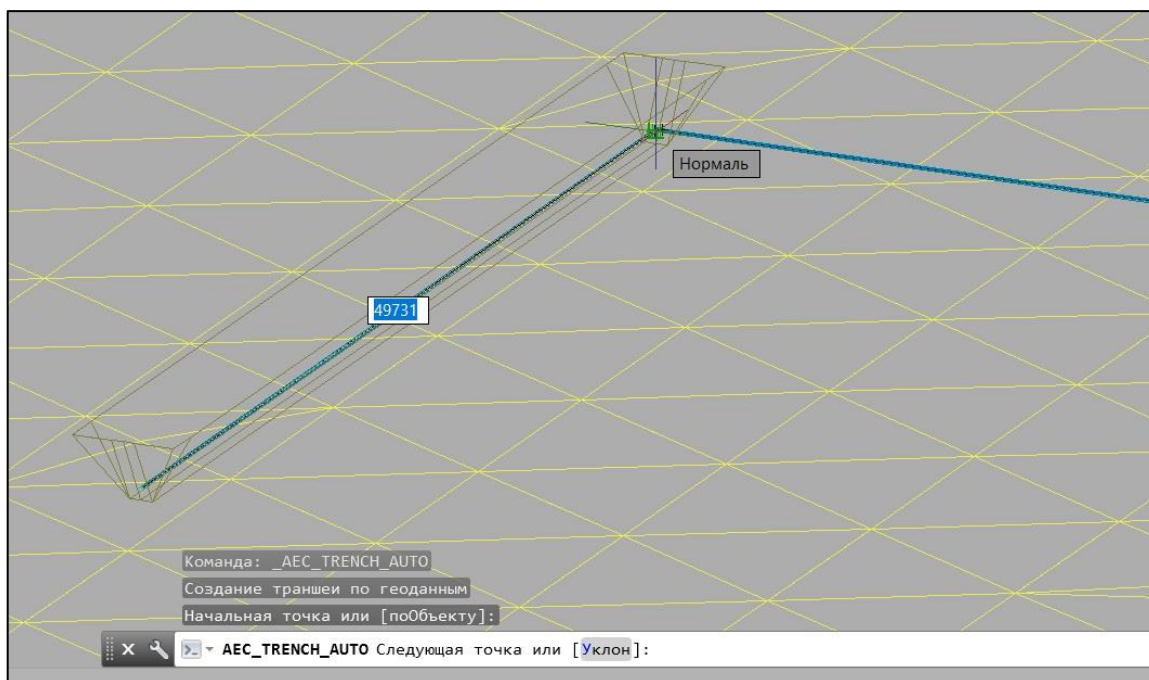 Нормаль
49731
Команда: _AEC_TRENCH_AUTO
Создание траншеи по геоданным
Начальная точка или [поОбъекту]:
AEC_TRENCH_AUTO Следующая точка или [Уклон]: